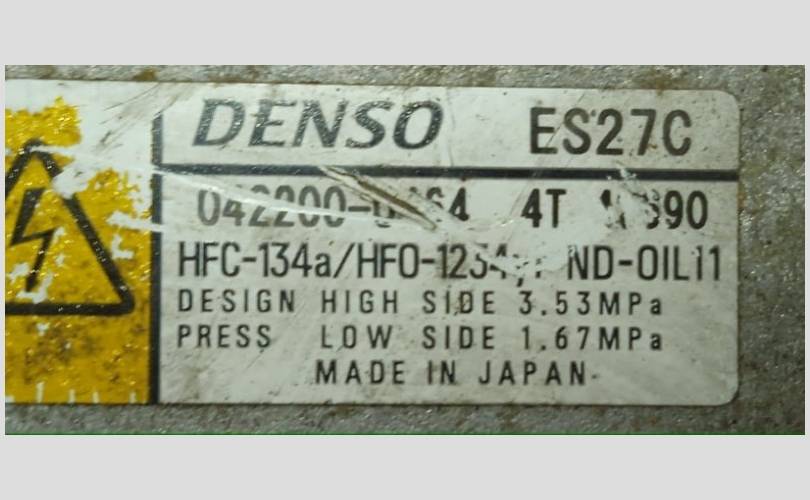 DENSO ES27C
4T
HFC-134a/HFO-1234yf ND-OIL11
DESIGN HIGH SIDE 3.53MPa
PRESS LOW SIDE 1.67MPa
MADE IN JAPAN